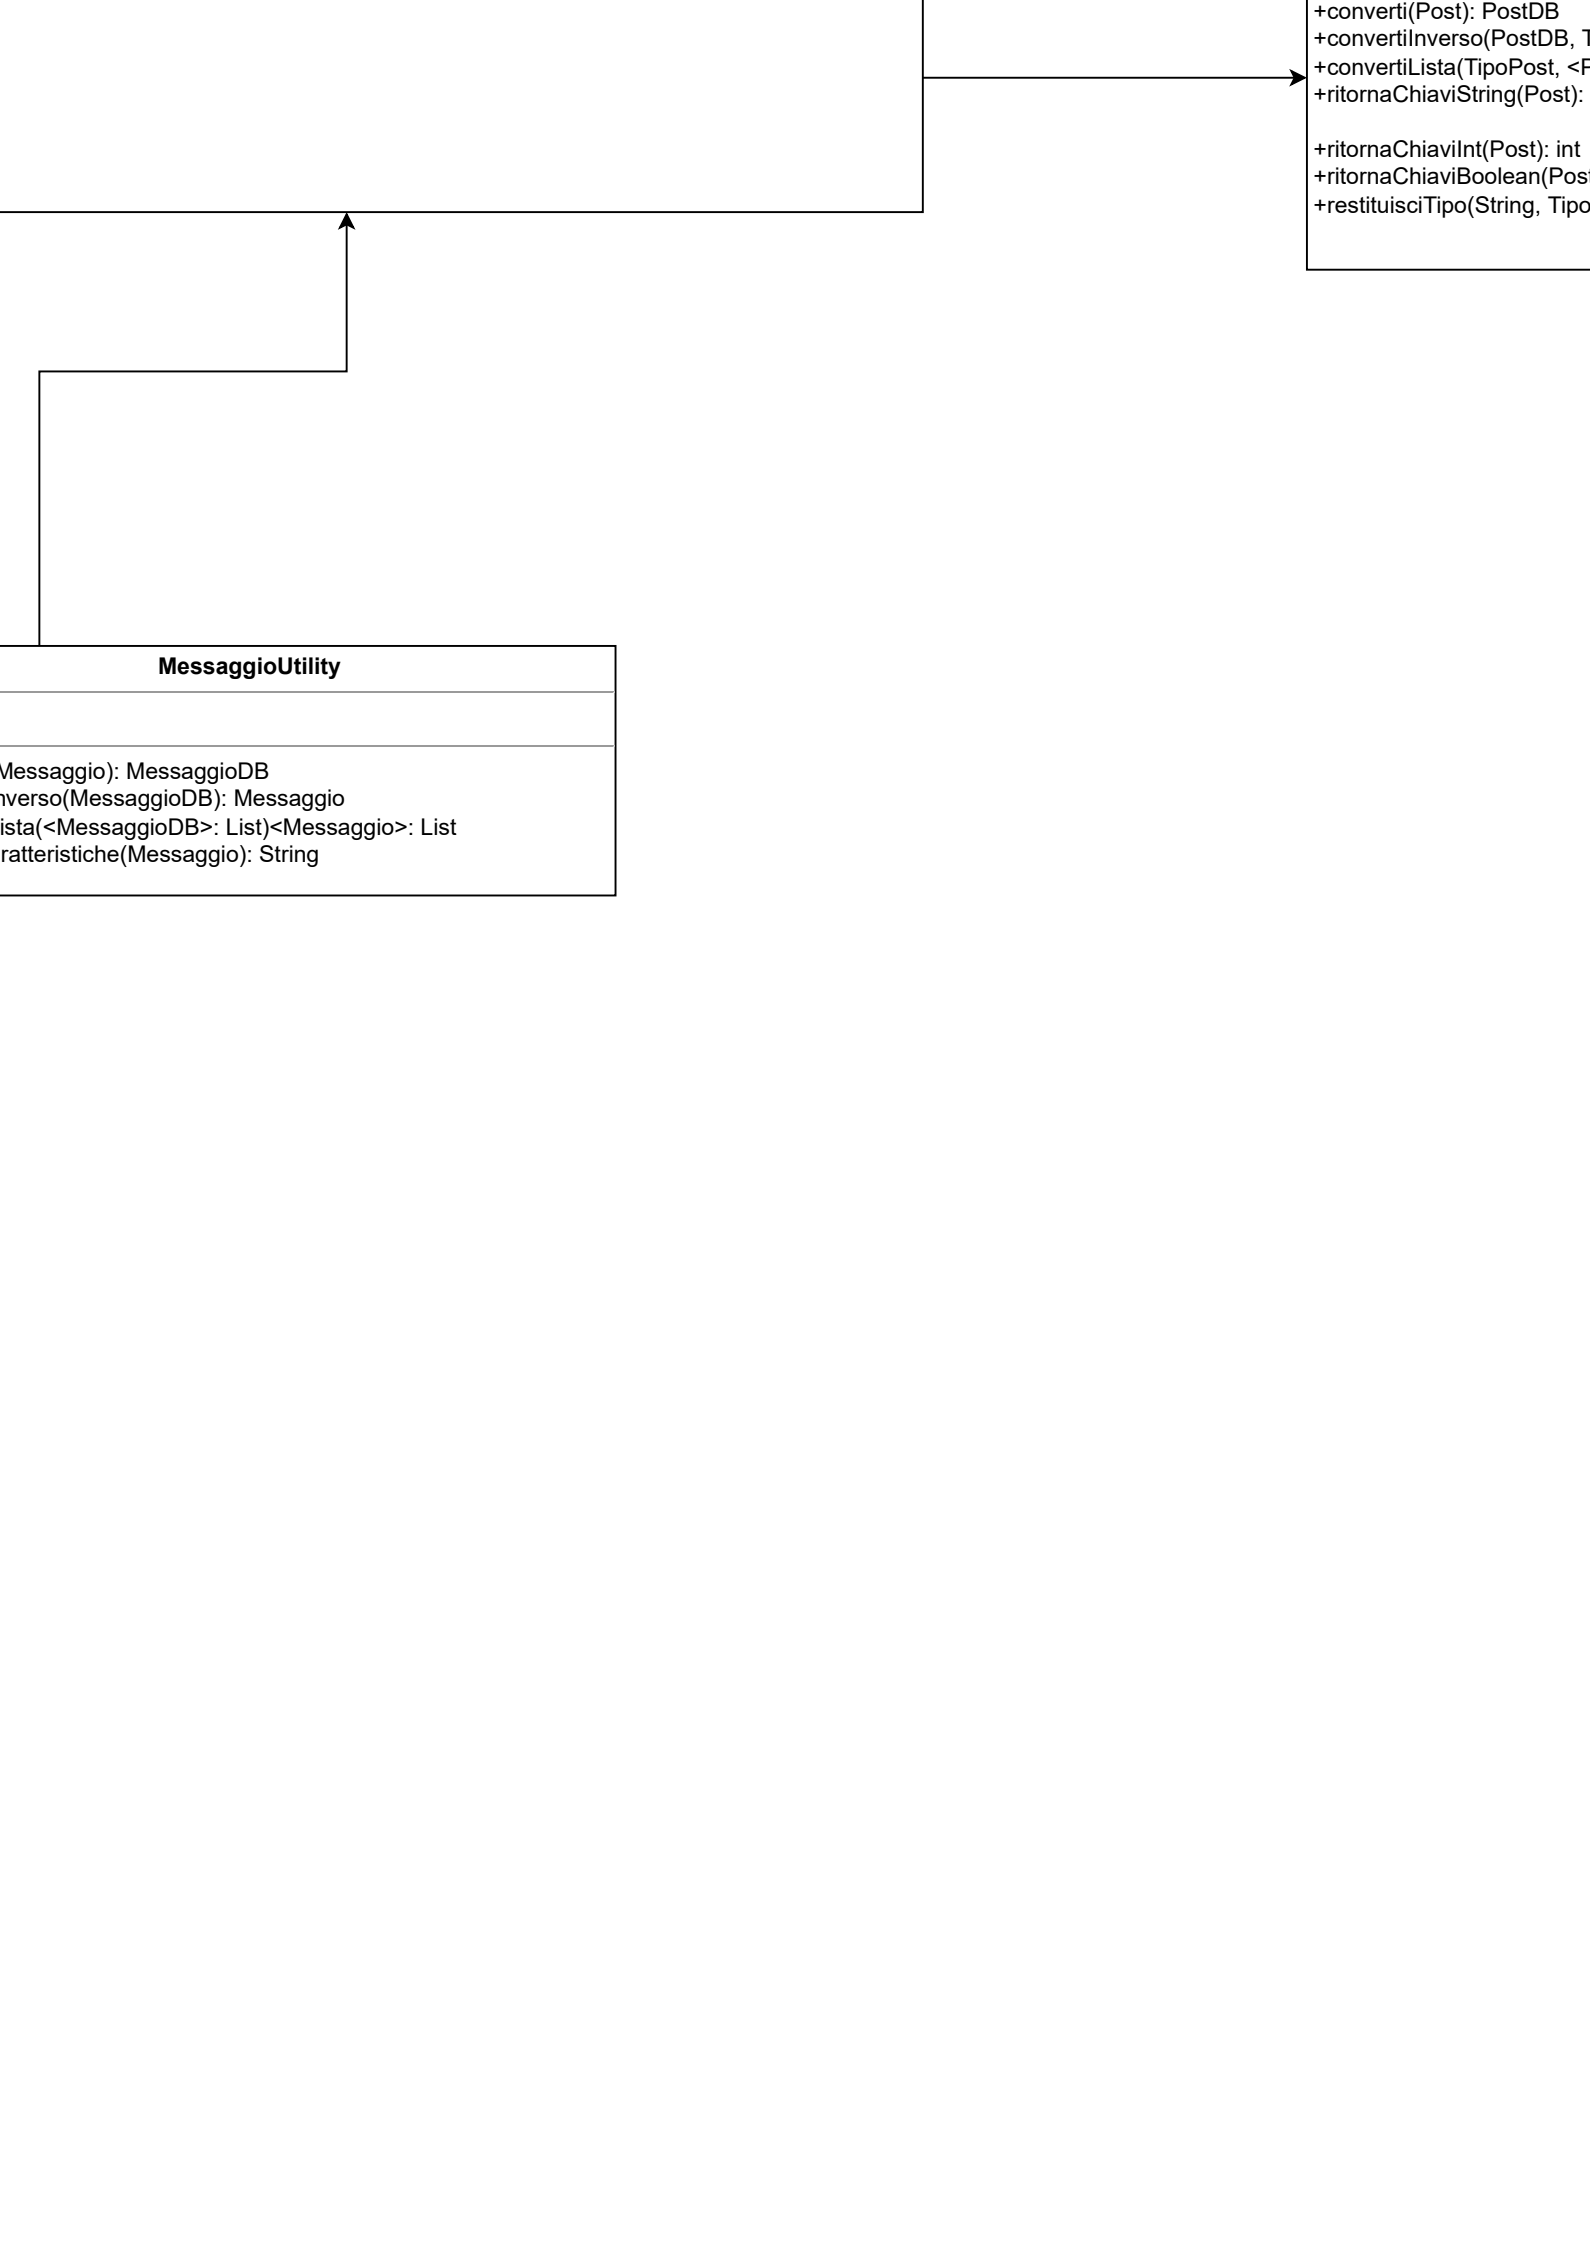 +converti(Post): PostDB
+convertiInverso(PostDB,
+convertiLista(TipoPost,
+ritornaChiaviString(Post):
+ritornaChiaviInt(Post): int
+ritornaChiaviBoolean(Post
+restituisciTipo(String, Tipo
MessaggioUtility
Messaggio): MessaggioDB
nverso(MessaggioDB): Messaggio
ista(<MessaggioDB>: List)<Messaggio>: List
ratteristiche(Messaggio): String